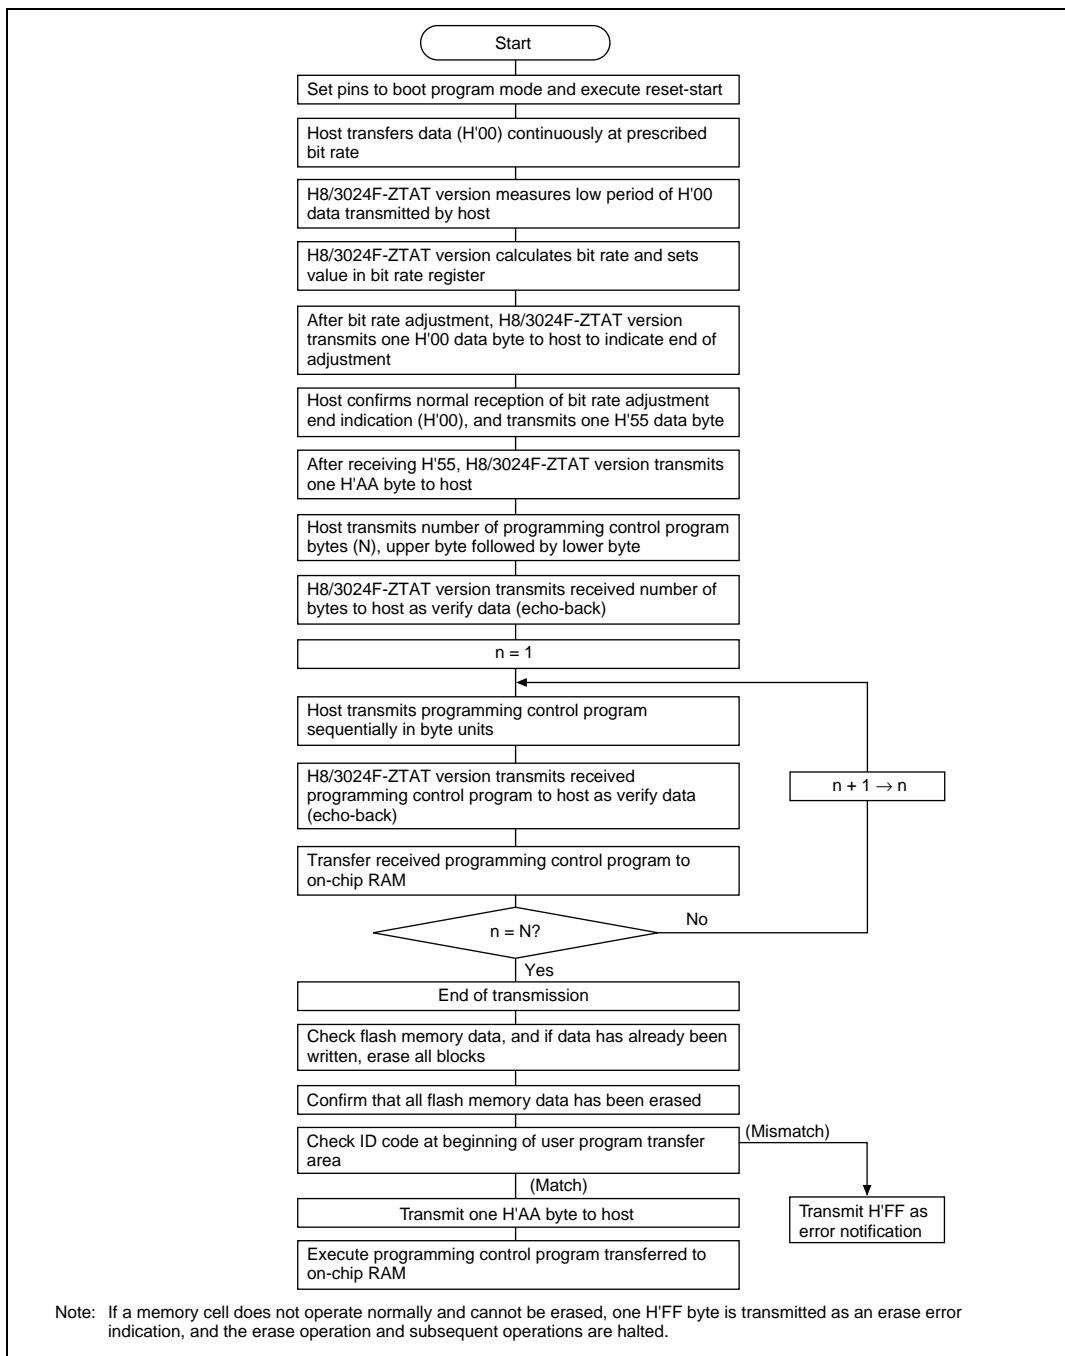 Start
Set pins to boot program mode and execute reset-start
Host transfers data (H'00) continuously at prescribed
bit rate
H8/3024F-ZTAT version measures low period of H'00
data transmitted by host
H8/3024F-ZTAT version calculates bit rate and sets
value in bit rate register
After bit rate adjustment, H8/3024F-ZTAT version
transmits one H'00 data byte to host to indicate end of
adjustment
Host confirms normal reception of bit rate adjustment
end indication (H'00), and transmits one H'55 data byte
After receiving H'55, H8/3024F-ZTAT version transmits
one H'AA byte to host
Host transmits number of programming control program
bytes (N), upper byte followed by lower byte
H8/3024F-ZTAT version transmits received number of
bytes to host as verify data (echo-back)
n = 1
Host transmits programming control program
sequentially in byte units
H8/3024F-ZTAT version transmits received
programming control program to host as verify data
(echo-back)
n + 1 → n
Transfer received programming control program to
on-chip RAM
n = N?
No
Yes
End of transmission
Check flash memory data, and if data has already been
written, erase all blocks
Confirm that all flash memory data has been erased
Check ID code at beginning of user program transfer
area
(Mismatch)
(Match)
Transmit one H'AA byte to host
Transmit H'FF as
error notification
Execute programming control program transferred to
on-chip RAM
Note: If a memory cell does not operate normally and cannot be erased, one H'FF byte is transmitted as an erase error
indication, and the erase operation and subsequent operations are halted.